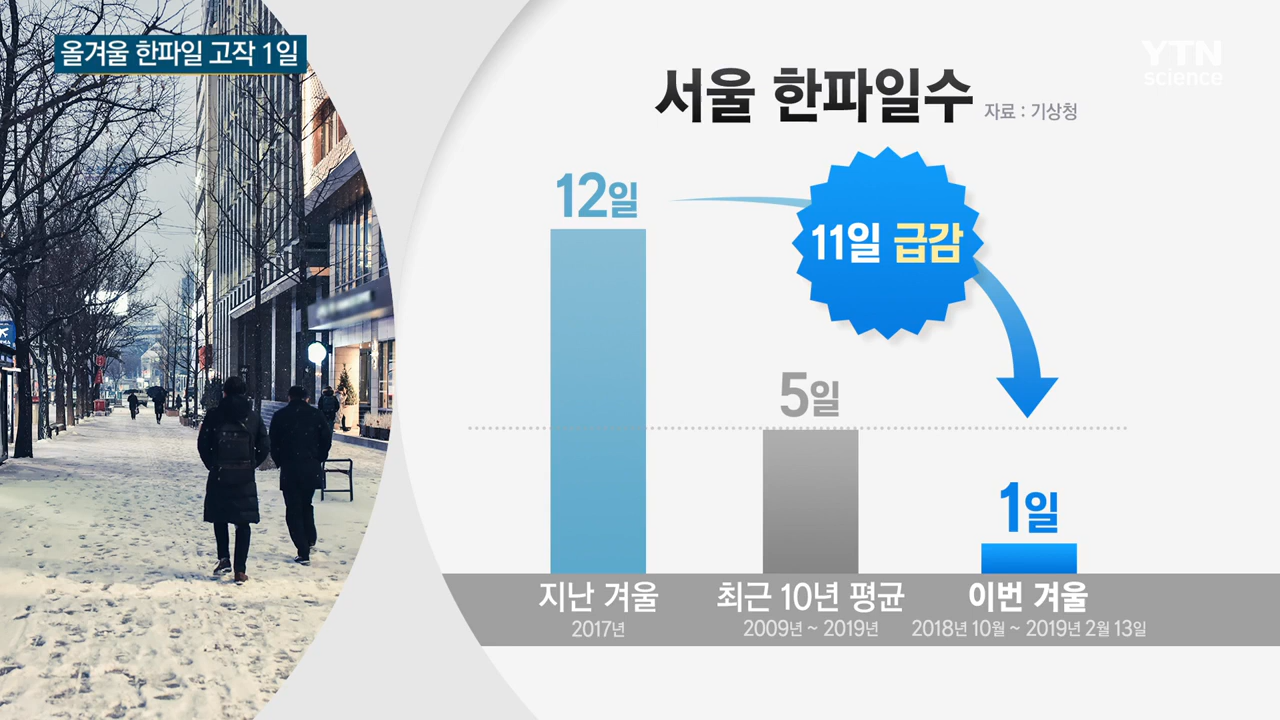 올겨울 한파일 고작 1일
YTN
science
서울 한파일수 자료 : 기상청
12일
11일 급감
5일
1일
지난 겨울 최근 10년 평균 이번 겨울
2017년 2009년 ~ 2019년 2018년 10월 ~ 2019년 2월 13일